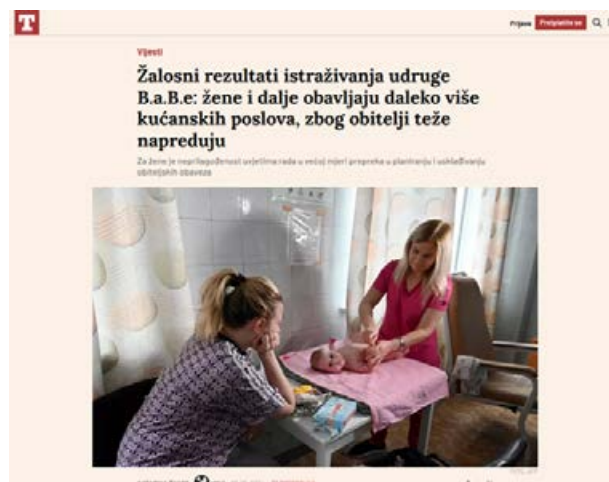 T
Prijava Pretplatite se
Vijesti
Žalosni rezultati istraživanja udruge
B.a.B.e: žene i dalje obavljaju daleko više
kućanskih poslova, zbog obitelji teže
napreduju
Za žene je neprilagođenost uvjetima rada u većoj mjeri prepreka u planiranju i usklađivanju
obiteljskih obaveza